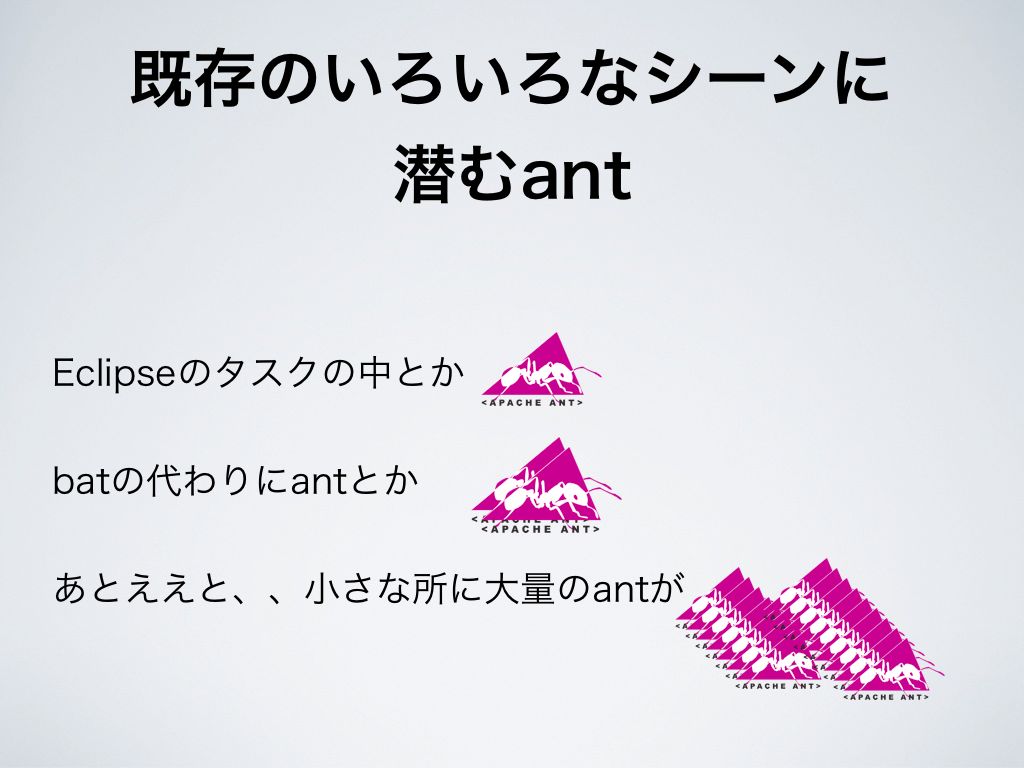 既存のいろいろなシーンに
潜むant
Eclipseのタスクの中とか
<APACHE ANT>
batの代わりにantとか
<APACHE ANT>
<APACHE ANT>
あとええと、、小さな所に大量のantが
<APACHE ANT>
<APACHE ANT>